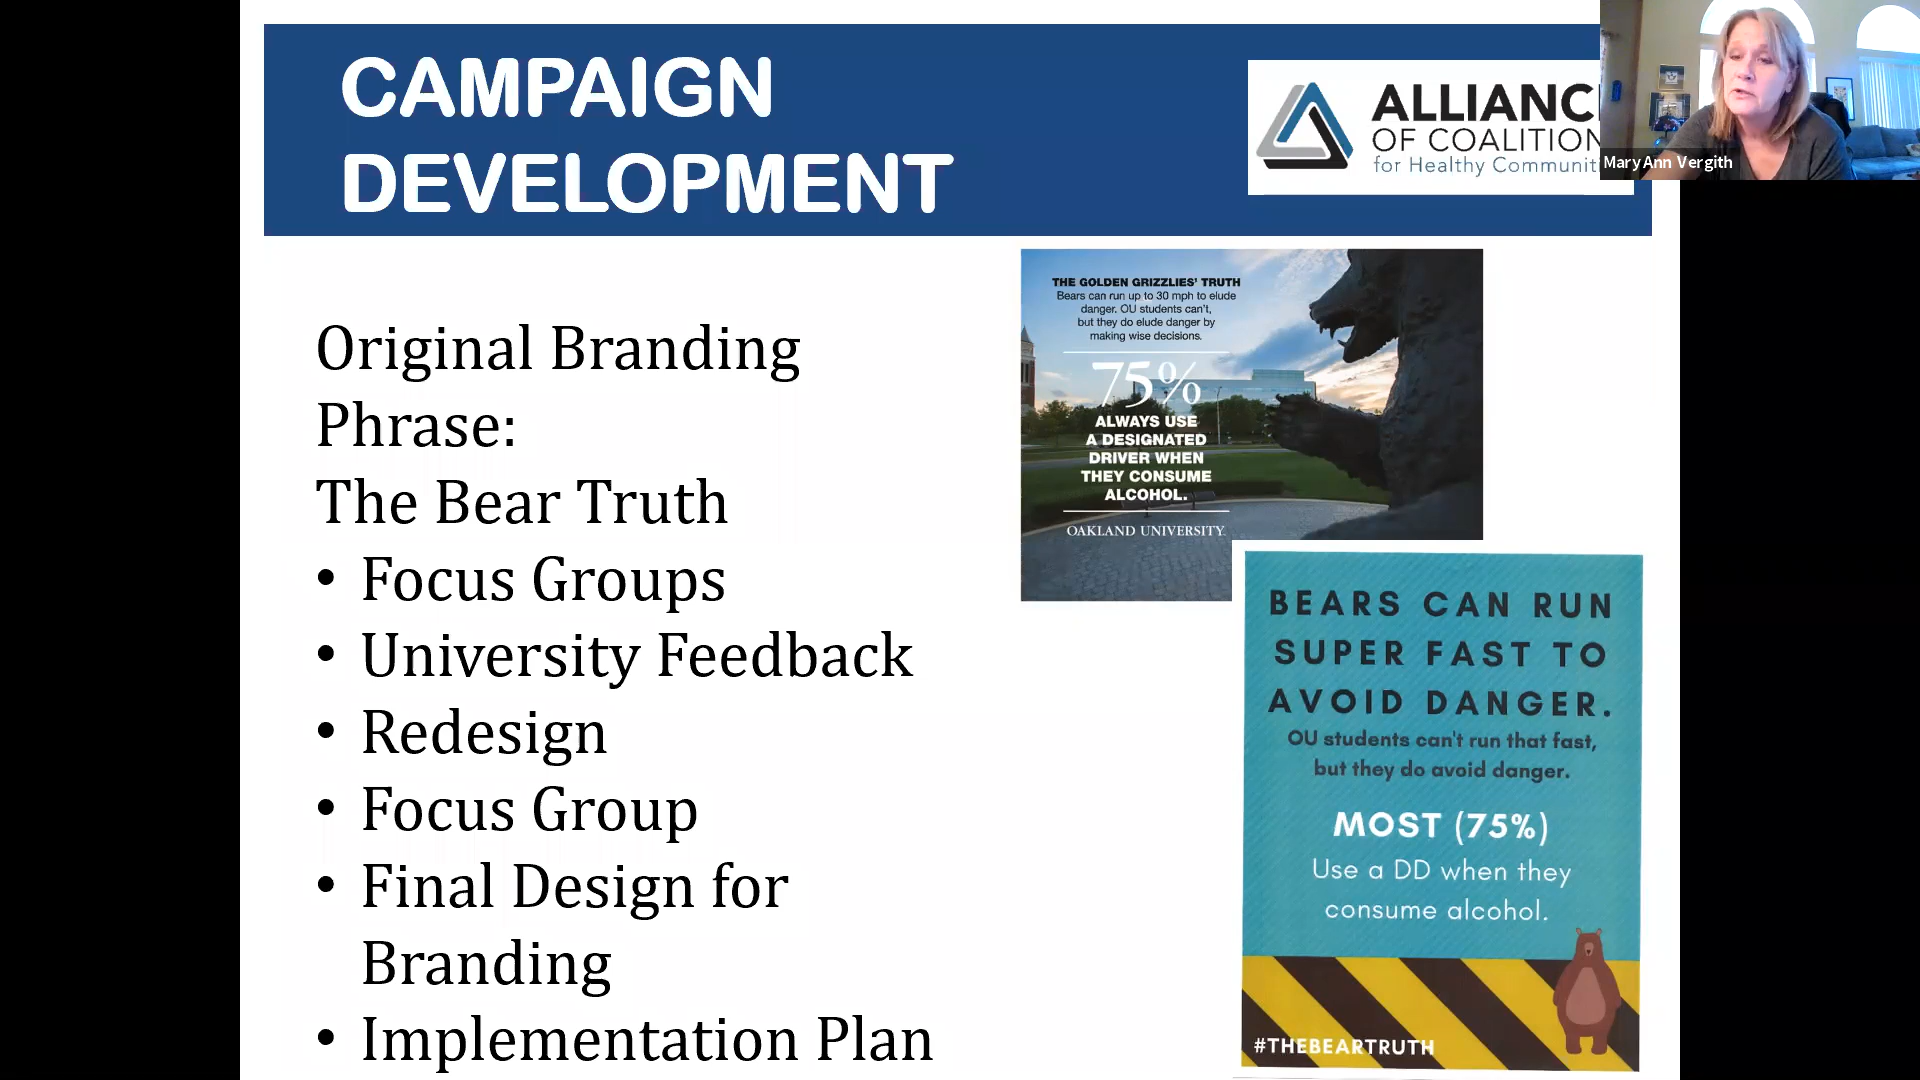 CAMPAIGN
DEVELOPMENT
ALLIANC
OF COALITION
for Healthy Communit
Mary Ann Vergith
Original Branding
Phrase:
The Bear Truth
• Focus Groups
• University Feedback
• Redesign
• Focus Group
• Final Design for
Branding
• Implementation Plan
THE GOLDEN GRIZZLIES' TRUTH
Bears can run up to 30 mph to elude
danger. OU students can't,
but they do elude danger by
making wise decisions.
75%
ALWAYS USE
A DESIGNATED
DRIVER WHEN
THEY CONSUME
ALCOHOL.
OAKLAND UNIVERSITY.
BEARS CAN RUN
SUPER FAST TO
AVOID DANGER.
OU students can't run that fast,
but they do avoid danger.
MOST (75%)
Use a DD when they
consume alcohol.
#THEBEARTRUTH